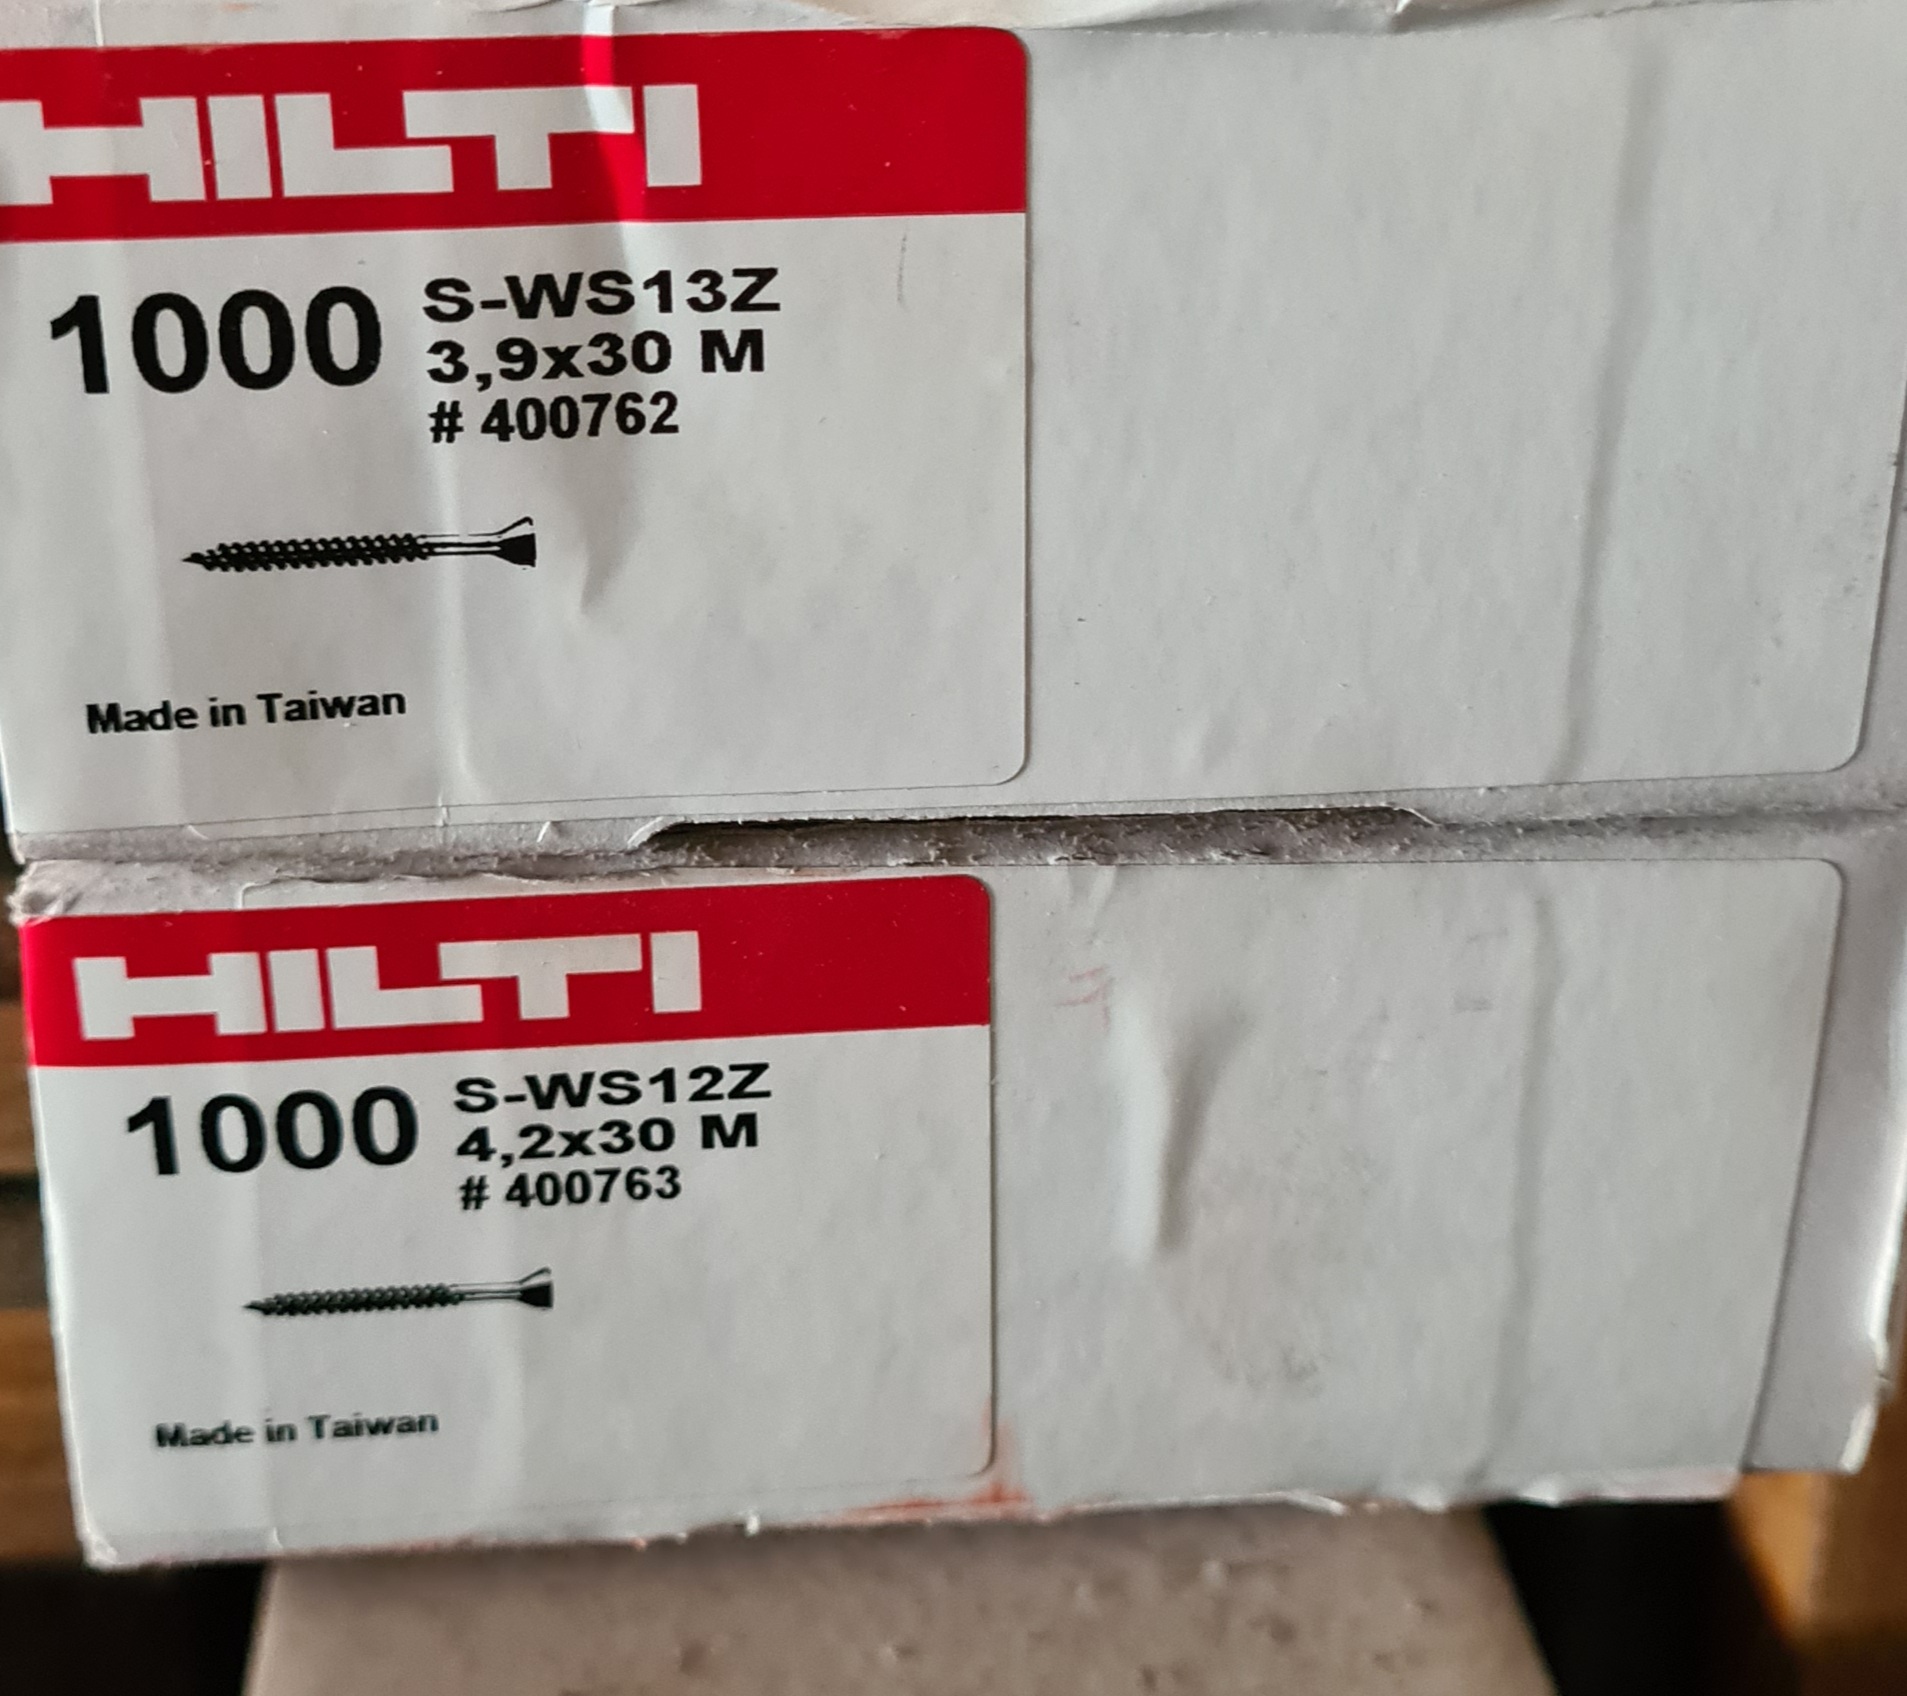 HILTI
1000
S-WS13Z
3,9x30 M
# 400762
Made in Taiwan
HILTI
1000
S-WS12Z
4,2x30 M
# 400763
Made in Taiwan